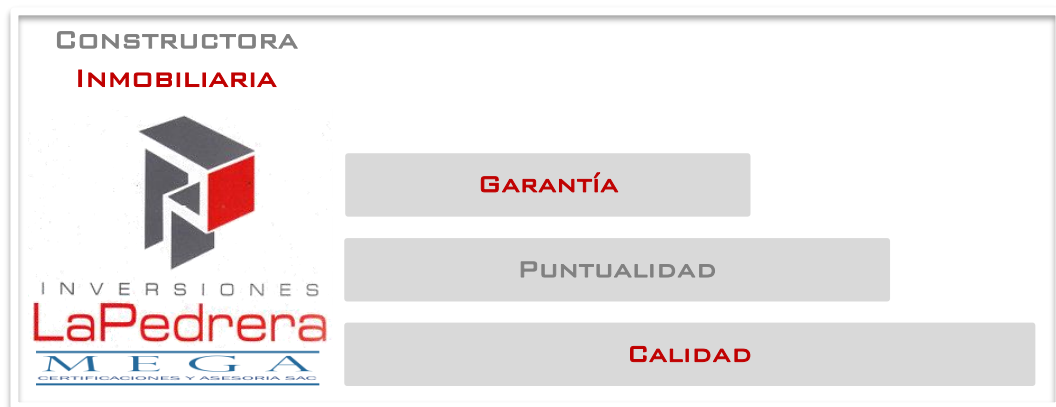 CONSTRUCTORA
INMOBILIARIA
INVERSIONES
LaPedrera
MEGA
CERTIFICACIONES Y ASESORIA SAC
GARANTÍA
PUNTUALIDAD
CALIDAD